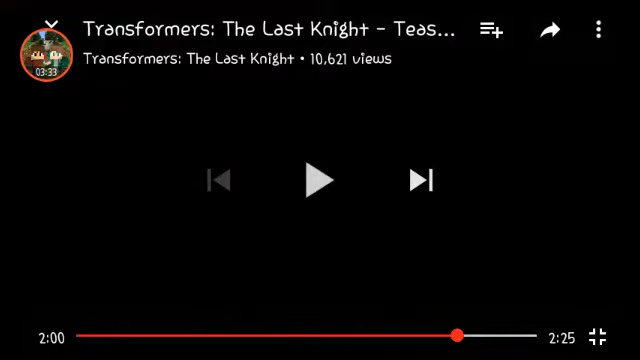 Transformers: The Last Knight - Teas...
Transformers: The Last Knight • 10,621 views
03:33
2:00
2:25